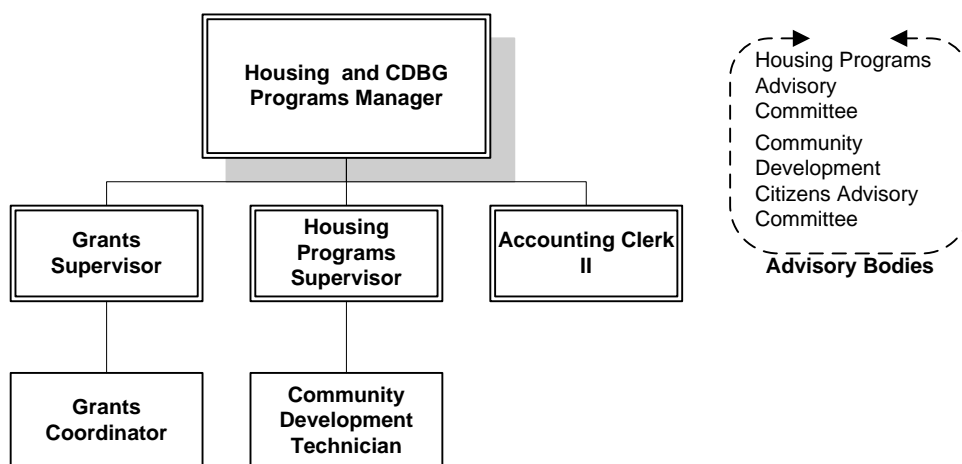 Housing and CDBG
Programs Manager
Housing Programs
Advisory
Committee
Community
Development
Citizens Advisory
Committee
Advisory Bodies
Grants
Supervisor
Housing
Programs
Supervisor
Accounting Clerk
II
Grants
Coordinator
Community
Development
Technician